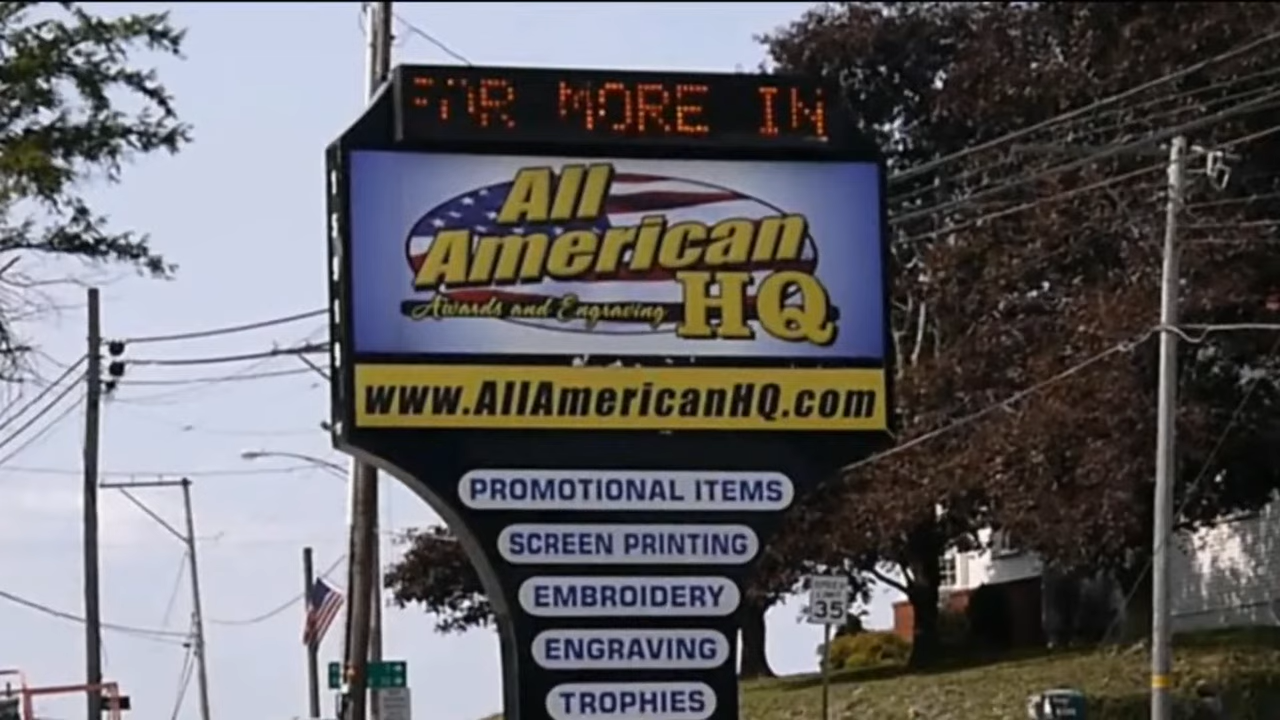 FOR MORE IN
All
American
HQ
Awards and Engraving
www.AllAmericanHQ.com
PROMOTIONAL ITEMS
SCREEN PRINTING
EMBROIDERY
ENGRAVING
TROPHIES
SPEED
LIMIT
35